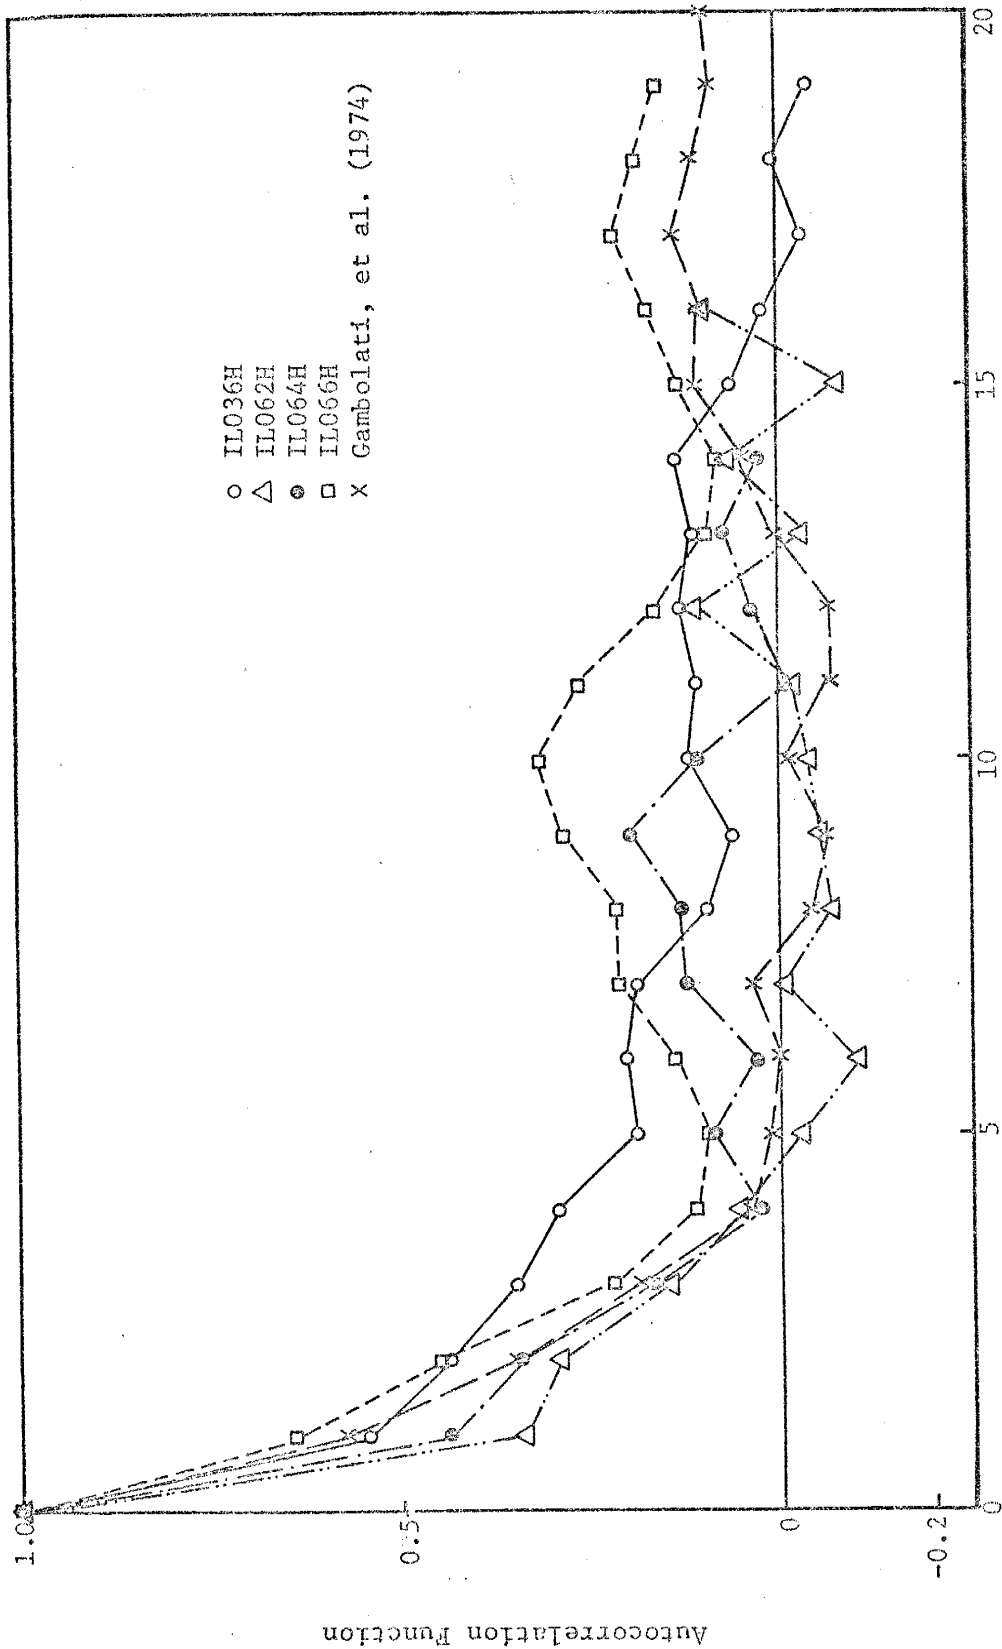 Autocorrelation Function
1.0
0.5
0
-0.2
0
5
10
15
20
IL036H
IL062H
IL064H
IL066H
x Gambolati, et al. (1974)